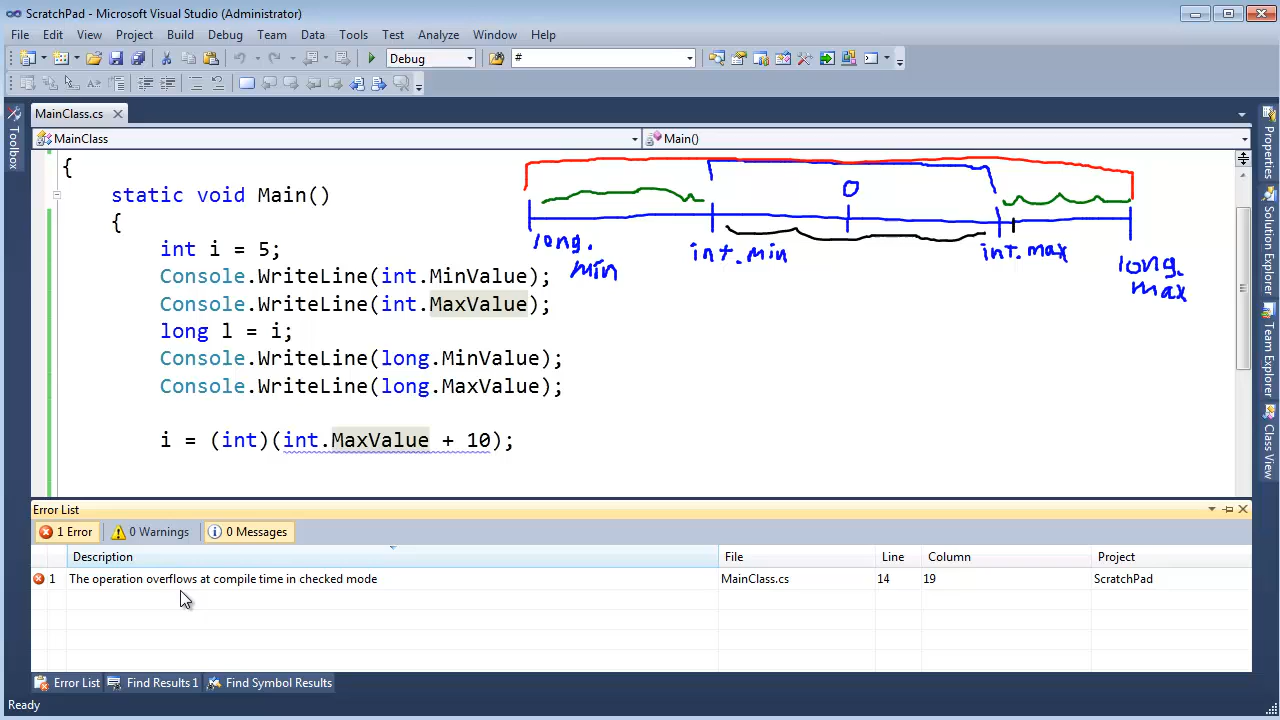 ScratchPad - Microsoft Visual Studio (Administrator)
File Edit View Project Build Debug Team Data Tools Test Analyze Window Help
Debug #
MainClass.cs
MainClass Main()
Toolbox
Properties
Solution Explorer
Team Explorer
Class View
{
static void Main()
{
int i = 5;
Console.WriteLine(int.MinValue);
Console.WriteLine(int.MaxValue);
long l = i;
Console.WriteLine(long.MinValue);
Console.WriteLine(long.MaxValue);
i = (int)(int.MaxValue + 10);
0
long.
min
int.min
int.max
long.
max
Error List
1 Error 0 Warnings 0 Messages
Description File Line Column Project
1 The operation overflows at compile time in checked mode MainClass.cs 14 19 ScratchPad
Error List Find Results 1 Find Symbol Results
Ready